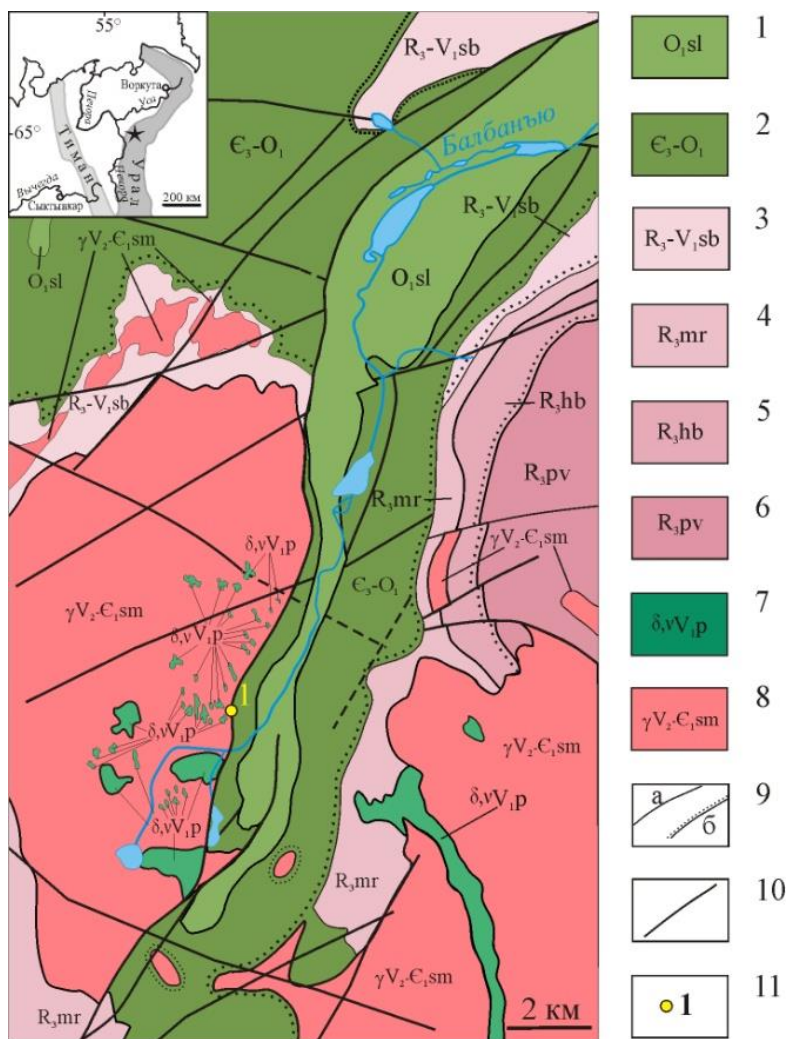 55°
65°
Воркута
Печора
Уса
Тиман
Урал
Вычегда
Сыктывкар
200 км
R₃-V₁sb
Є₃-O₁
Балбанъю
R₃-V₁sb
γV₂-Є₁sm
O₁sl
O₁sl
R₃-V₁sb
R₃hb
R₃pv
R₃mr
γV₂-Є₁sm
δ,νV₁p
Є₃-O₁
γV₂-Є₁sm
δ,νV₁p
1
δ,νV₁p
γV₂-Є₁sm
δ,νV₁p
δ,νV₁p
R₃mr
γV₂-Є₁sm
R₃mr
2 км
O₁sl 1
Є₃-O₁ 2
R₃-V₁sb 3
R₃mr 4
R₃hb 5
R₃pv 6
δ,νV₁p 7
γV₂-Є₁sm 8
а б 9
10
1 11